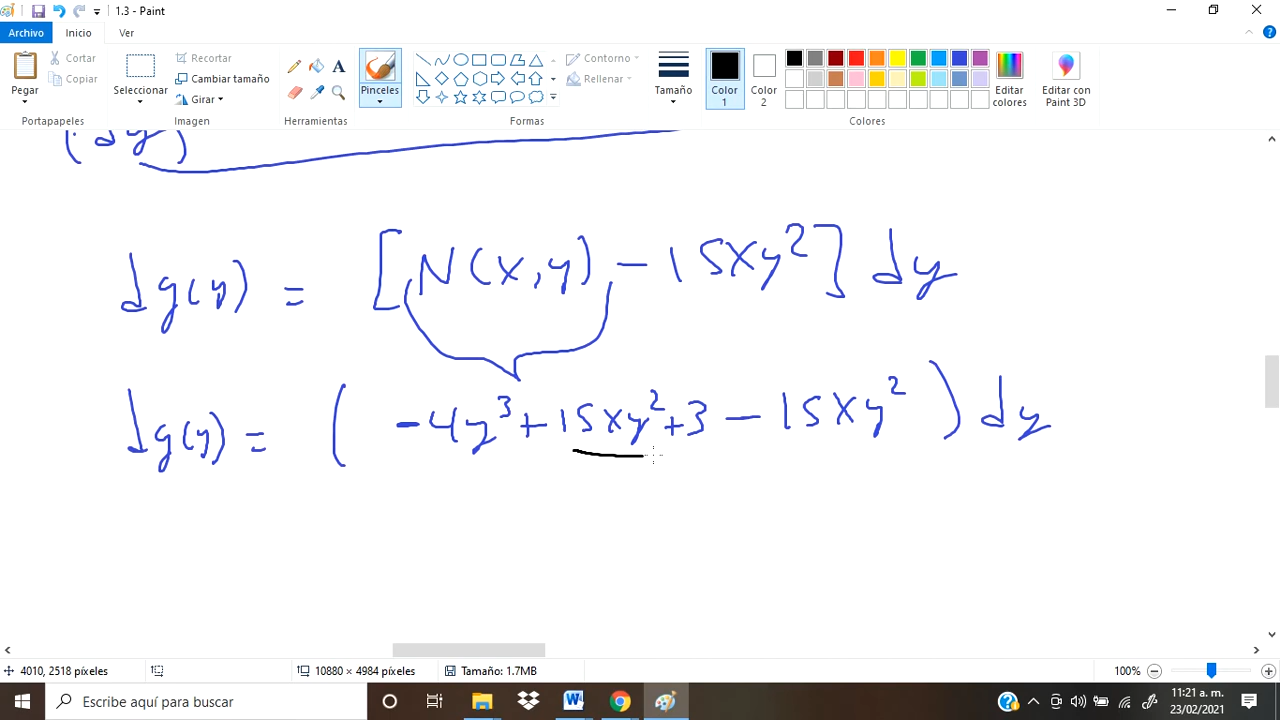 1.3 - Paint
Archivo Inicio Ver
Pegar
Cortar
Copiar
Portapapeles
Seleccionar
Recortar
Cambiar tamaño
Girar
Imagen
A
Herramientas
Pinceles
Contorno
Rellenar
Formas
Tamaño
Color 1
Color 2
Editar colores
Editar con Paint 3D
Colores
(dy)
dg(y) = [N(x,y) - 15xy²] dy
dg(y) = ( -4y³ + 15xy² + 3 - 15xy² ) dy
4010, 2518 píxeles 10880 × 4984 píxeles Tamaño: 1.7MB 100%
Escribe aquí para buscar
11:21 a. m.
23/02/2021